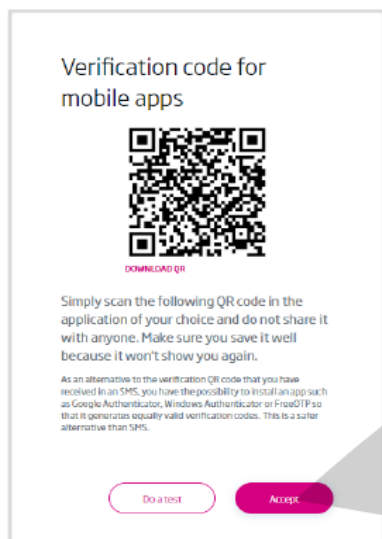 Verification code for
mobile apps
DOWNLOAD QR
Simply scan the following QR code in the
application of your choice and do not share it
with anyone. Make sure you save it well
because it won't show you again.
As an alternative to the verification QR code that you have
received in an SMS, you have the possibility to install an app such
as Google Authenticator, Windows Authenticator or FreeOTP so
that it generates equally valid verification codes. This is a safer
alternative than SMS.
Do a test
Accept